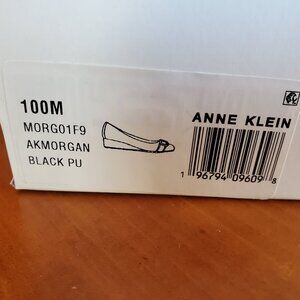 100M
MORG01F9
AKMORGAN
BLACK PU
ANNE KLEIN
1 96794 09609 8